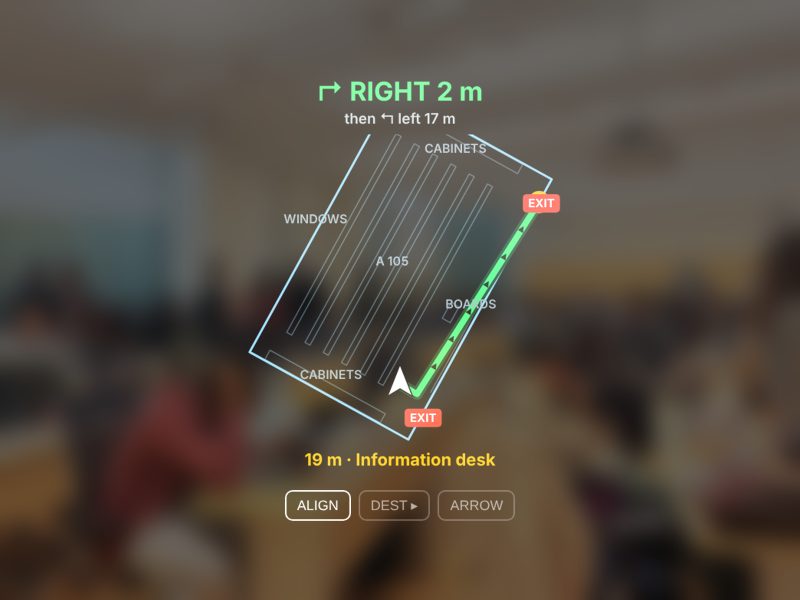 RIGHT 2 m
then left 17 m
CABINETS
EXIT
WINDOWS
A 105
BOARDS
CABINETS
EXIT
19 m · Information desk
ALIGN
DEST ▸
ARROW